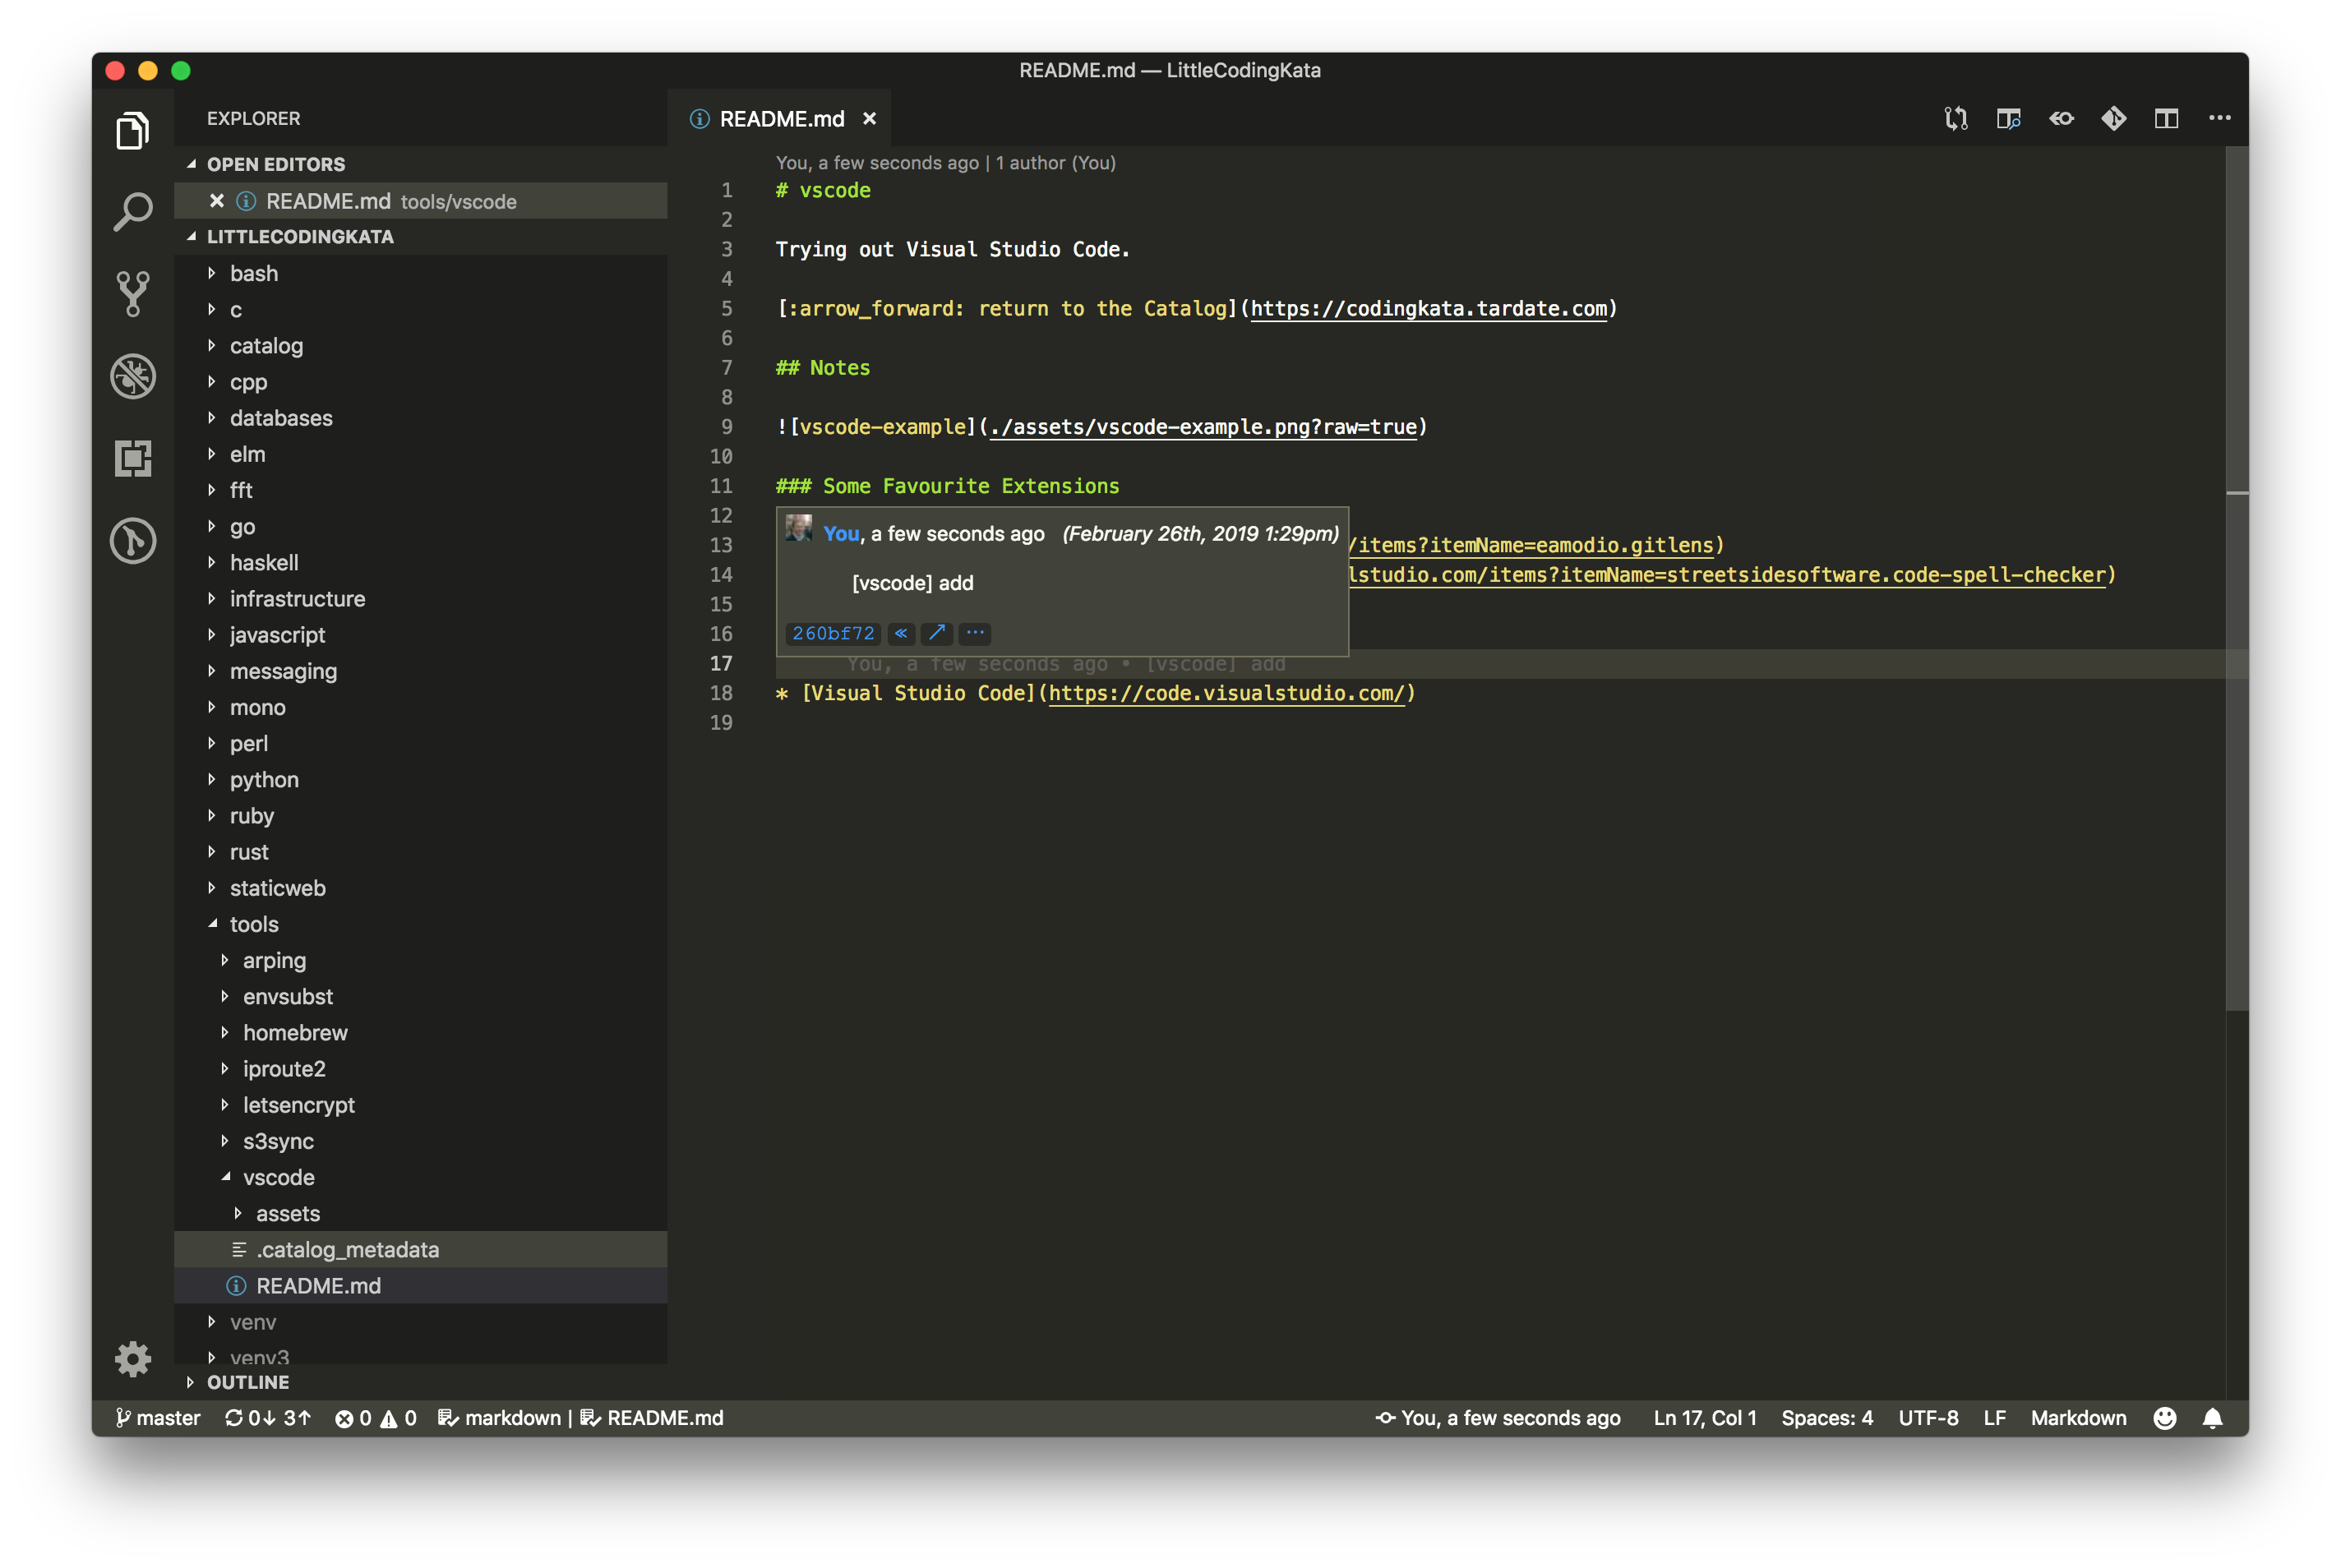 README.md — LittleCodingKata
EXPLORER
OPEN EDITORS
README.md tools/vscode
LITTLECODINGKATA
bash
c
catalog
cpp
databases
elm
fft
go
haskell
infrastructure
javascript
messaging
mono
perl
python
ruby
rust
staticweb
tools
arping
envsubst
homebrew
iproute2
letsencrypt
s3sync
vscode
assets
.catalog_metadata
README.md
venv
venv3
OUTLINE
README.md
You, a few seconds ago | 1 author (You)
1 # vscode
2
3 Trying out Visual Studio Code.
4
5 [:arrow_forward: return to the Catalog](https://codingkata.tardate.com)
6
7 ## Notes
8
9 ![vscode-example](./assets/vscode-example.png?raw=true)
10
11 ### Some Favourite Extensions
12
13 /items?itemName=eamodio.gitlens)
14 lstudio.com/items?itemName=streetsidesoftware.code-spell-checker)
15
16
17 You, a few seconds ago • [vscode] add
18 * [Visual Studio Code](https://code.visualstudio.com/)
19
You, a few seconds ago (February 26th, 2019 1:29pm)
[vscode] add
260bf72 « ⋯
master 0↓ 3↑ 0 0 markdown | README.md You, a few seconds ago Ln 17, Col 1 Spaces: 4 UTF-8 LF Markdown